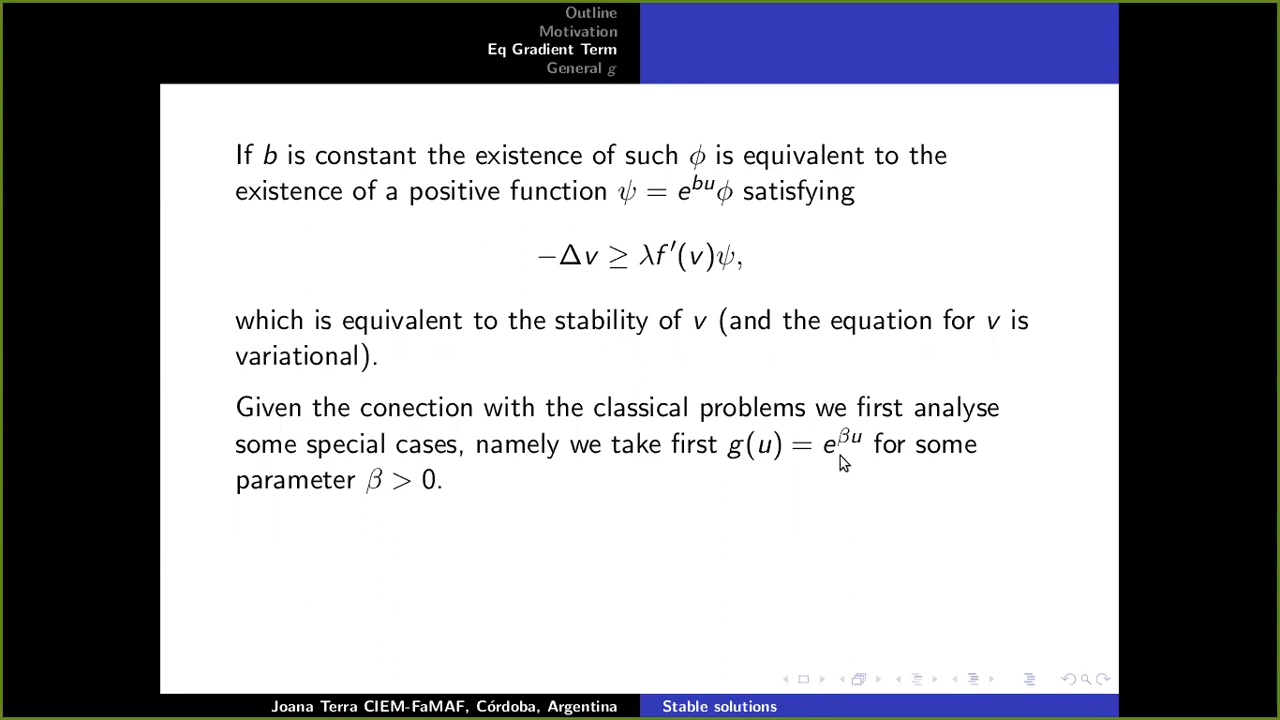 Outline
Motivation
Eq Gradient Term
General g
If b is constant the existence of such ϕ is equivalent to the
existence of a positive function ψ = e^{bu}ϕ satisfying
−Δv ≥ λf′(v)ψ,
which is equivalent to the stability of v (and the equation for v is
variational).
Given the conection with the classical problems we first analyse
some special cases, namely we take first g(u) = e^{βu} for some
parameter β > 0.
Joana Terra CIEM-FaMAF, Córdoba, Argentina
Stable solutions